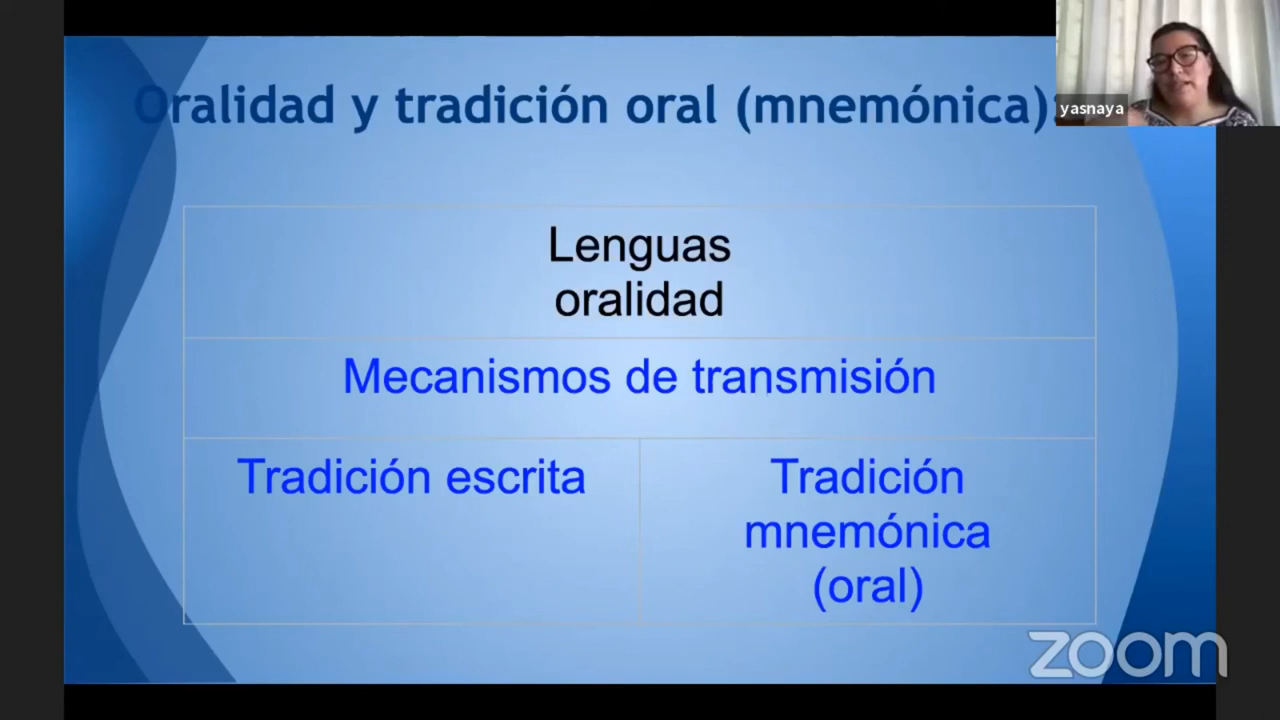 Oralidad y tradición oral (mnemónica).
yasnaya
Lenguas
oralidad
Mecanismos de transmisión
Tradición escrita
Tradición
mnemónica
(oral)
zoom